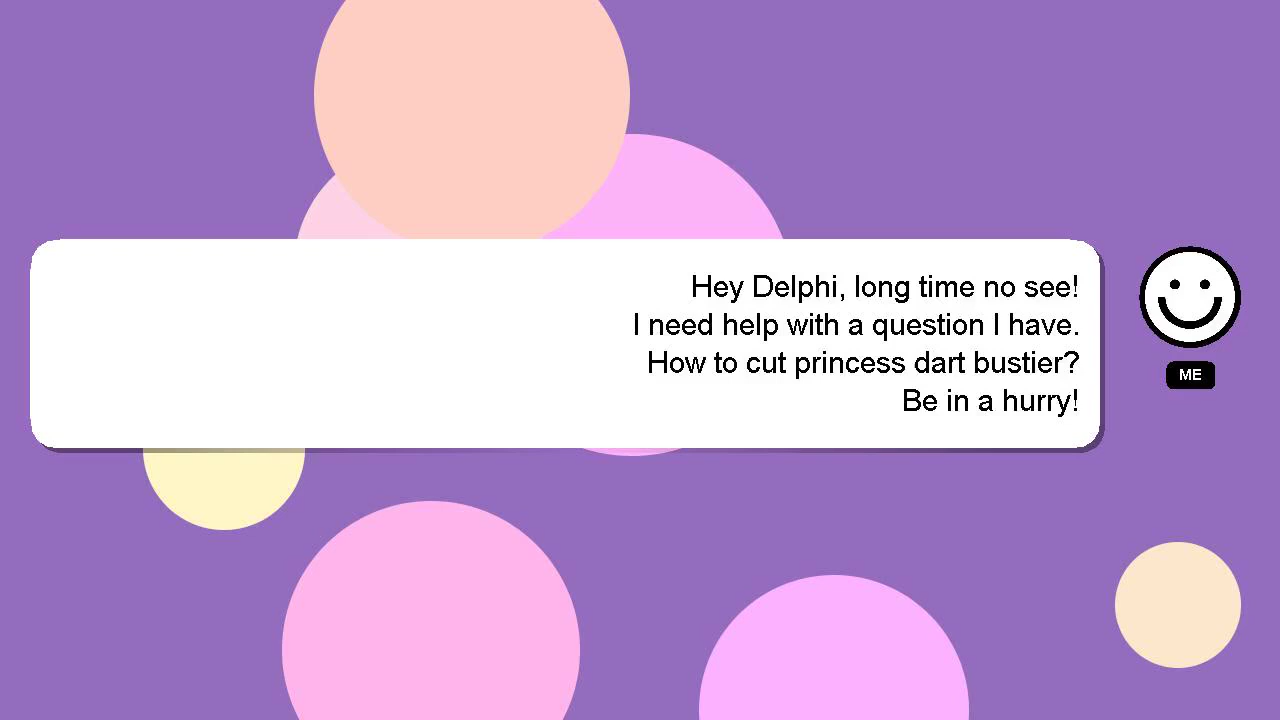 Hey Delphi, long time no see!
I need help with a question I have.
How to cut princess dart bustier?
Be in a hurry!
ME